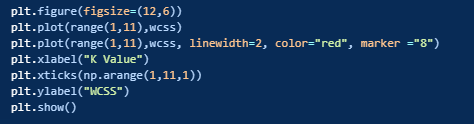 plt.figure(figsize=(12,6))
plt.plot(range(1,11),wcss)
plt.plot(range(1,11),wcss, linewidth=2, color="red", marker ="8")
plt.xlabel("K Value")
plt.xticks(np.arange(1,11,1))
plt.ylabel("WCSS")
plt.show()